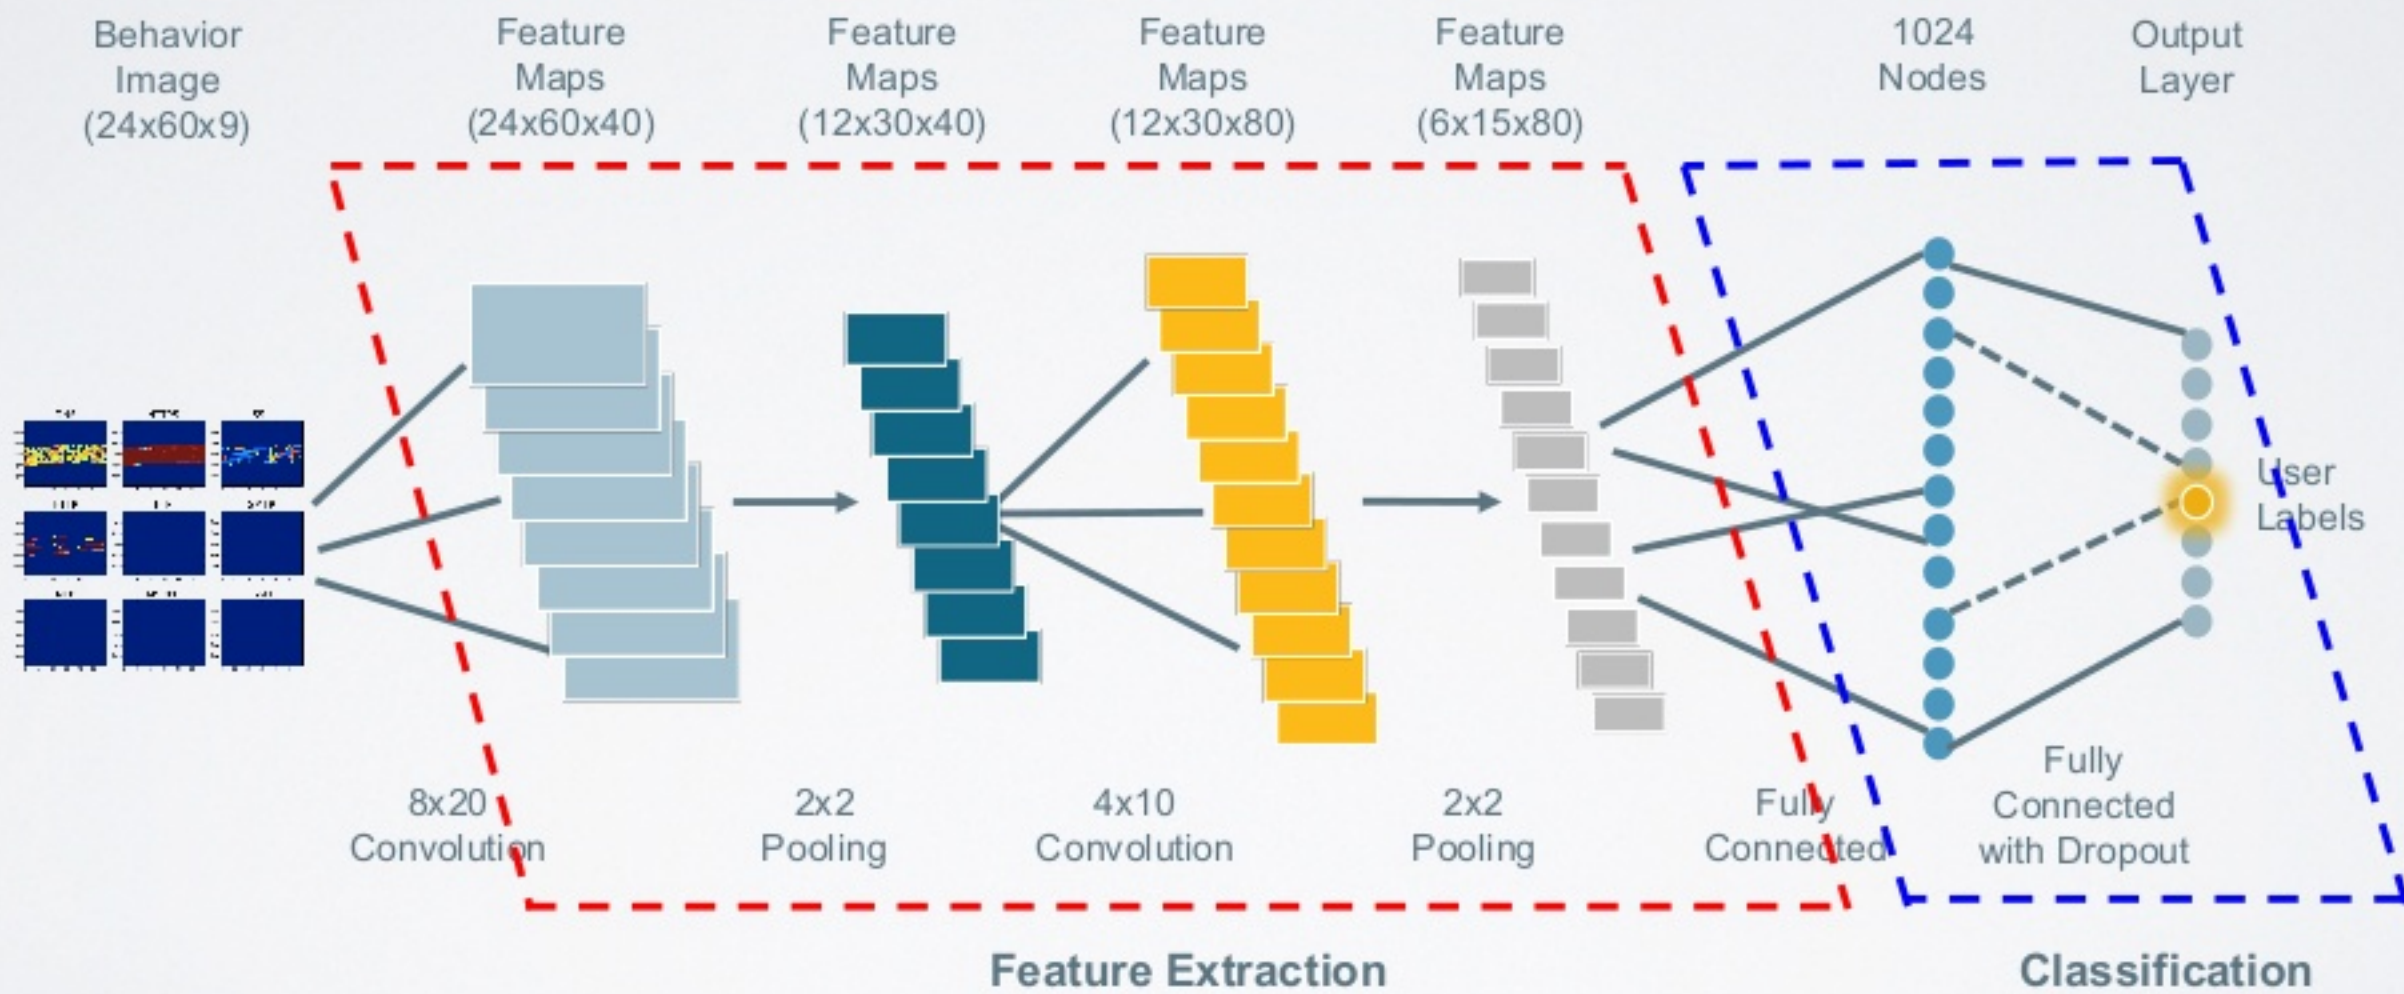 Behavior
Image
(24x60x9)
Feature
Maps
(24x60x40)
Feature
Maps
(12x30x40)
Feature
Maps
(12x30x80)
Feature
Maps
(6x15x80)
1024
Nodes
Output
Layer
User
Labels
8x20
Convolution
2x2
Pooling
4x10
Convolution
2x2
Pooling
Fully
Connected
Fully
Connected
with Dropout
Feature Extraction
Classification